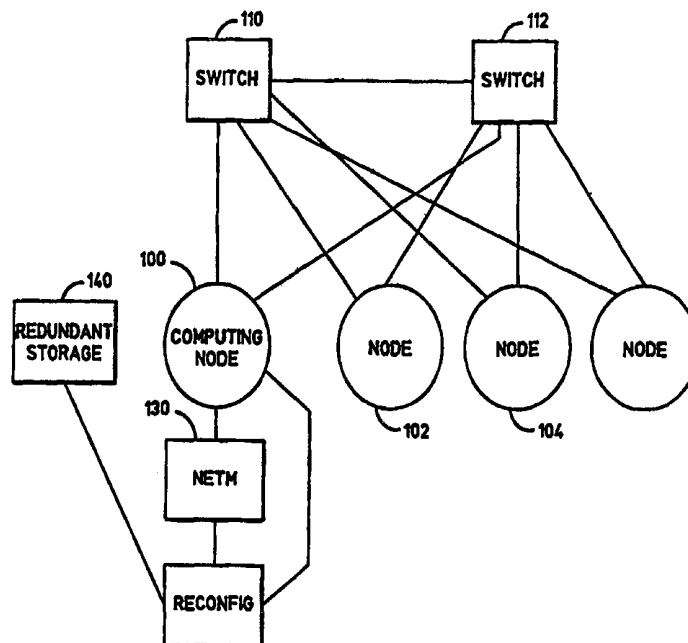 110
112
SWITCH
SWITCH
100
140
REDUNDANT
STORAGE
COMPUTING
NODE
NODE
NODE
NODE
102
104
130
NETM
RECONFIG